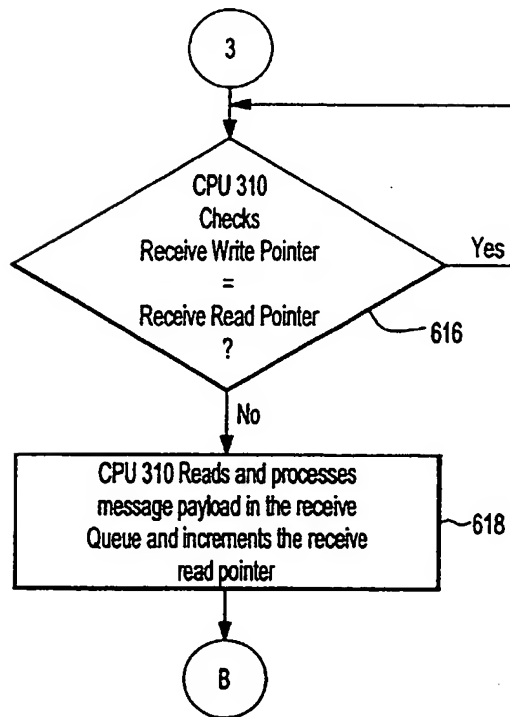 3
CPU 310
Checks
Receive Write Pointer
=
Receive Read Pointer
?
Yes
616
No
CPU 310 Reads and processes
message payload in the receive
Queue and increments the receive
read pointer
618
B